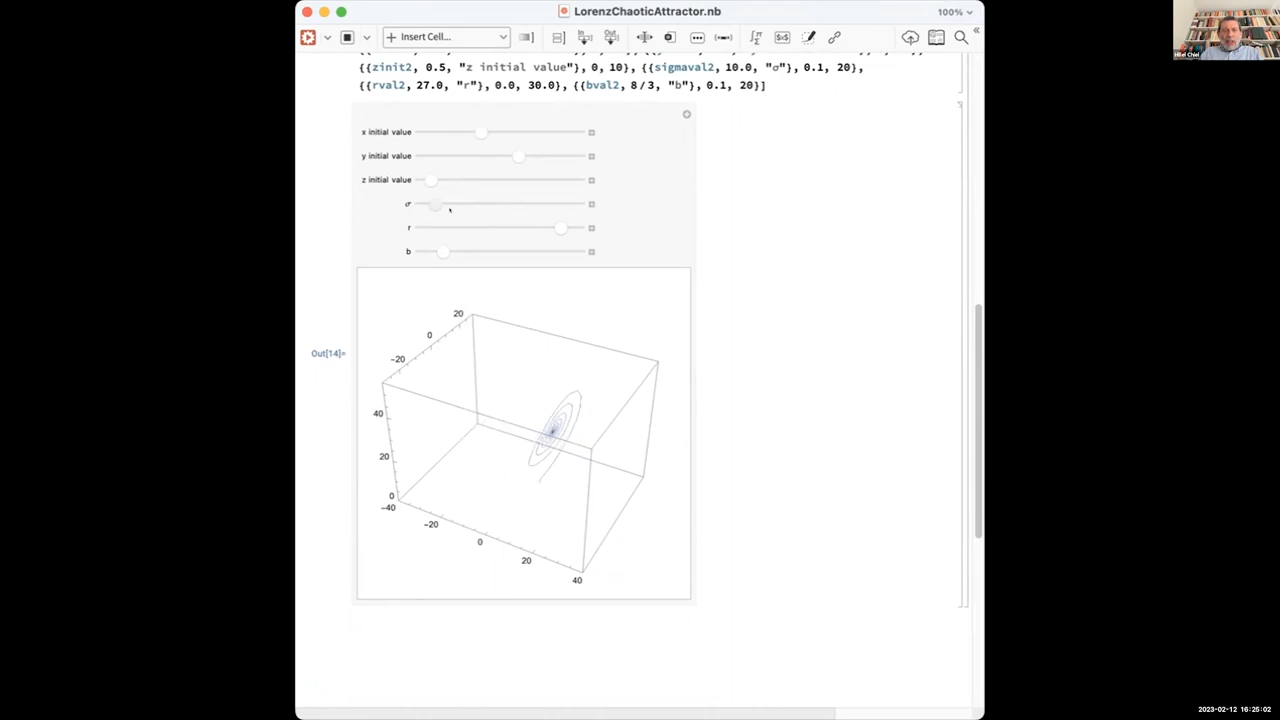 LorenzChaoticAttractor.nb
100%
Insert Cell...
{{zinit2, 0.5, "z initial value"}, 0, 10}, {{sigmaval2, 10.0, "σ"}, 0.1, 20},
{{rval2, 27.0, "r"}, 0.0, 30.0}, {{bval2, 8/3, "b"}, 0.1, 20}]
x initial value
y initial value
z initial value
σ
r
b
Out[14]=
20
0
-20
40
20
0
-40
-20
0
20
40
Hillel Chiel
2023-02-12 16:25:02